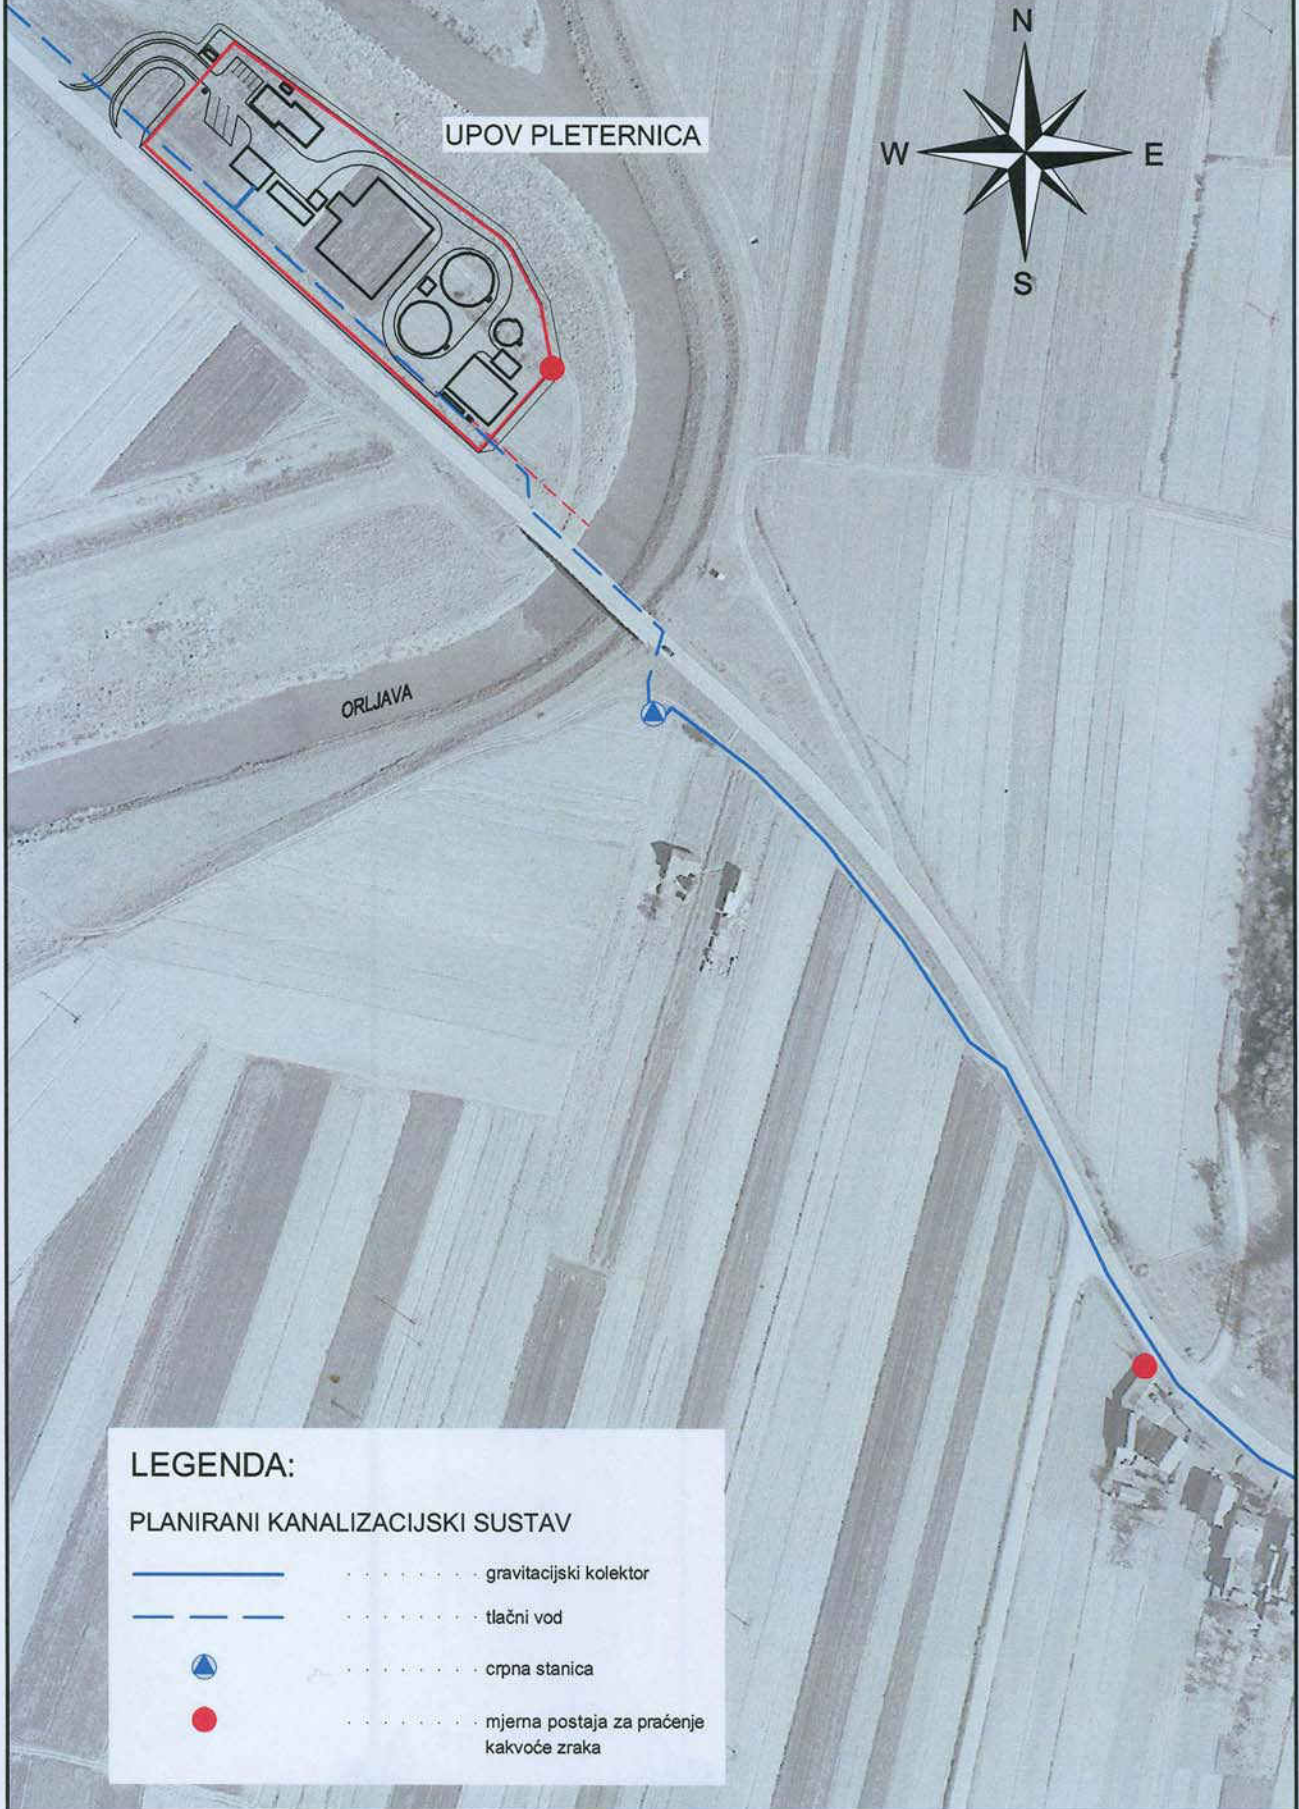 N
UPOV PLETERNICA
W
E
S
ORLJAVA
LEGENDA:
PLANIRANI KANALIZACIJSKI SUSTAV
gravitacijski kolektor
tlačni vod
crpna stanica
mjerna postaja za praćenje
kakvoće zraka